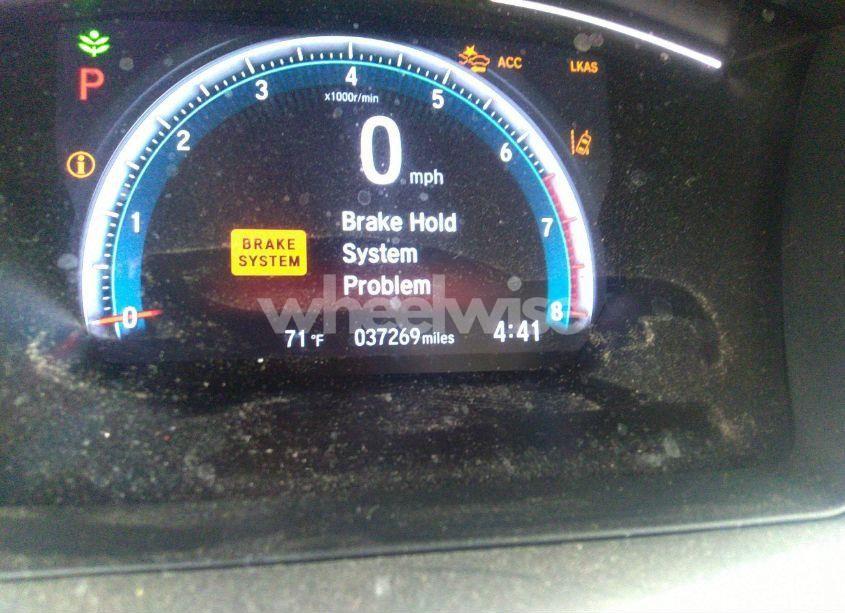 P
ACC
LKAS
4
3
5
x1000r/min
2
6
0 mph
1
7
Brake Hold
BRAKE
SYSTEM
System
Problem
wheelwise
0
8
71 °F
037269 miles
4:41